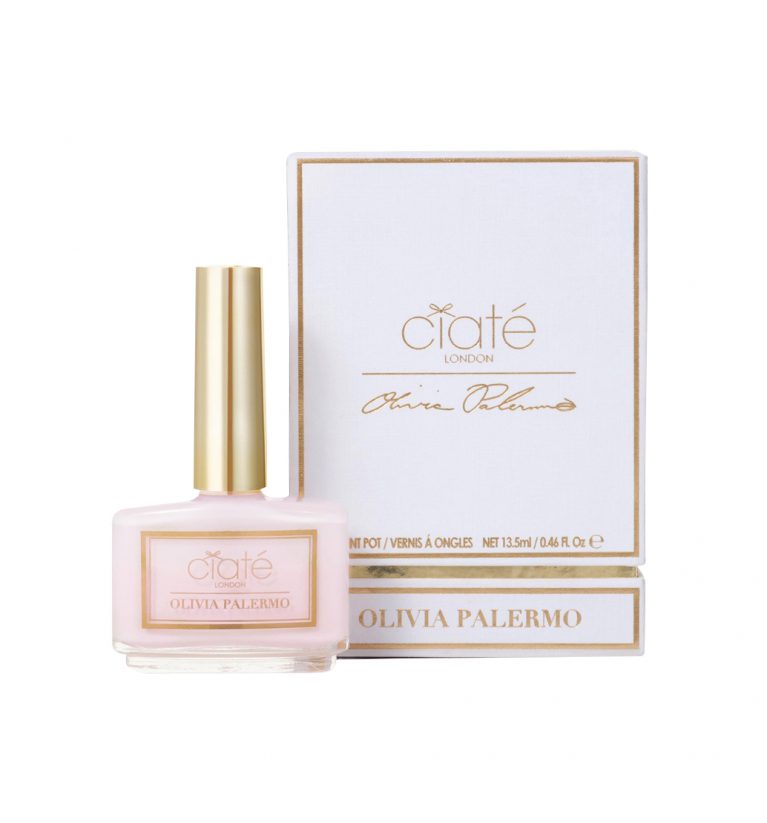 ciaté
LONDON
Olivia Palermo
NT POT / VERNIS Á ONGLES NET 13.5ml / 0.46 FL. Oz ℮
OLIVIA PALERMO
ciaté
LONDON
OLIVIA PALERMO